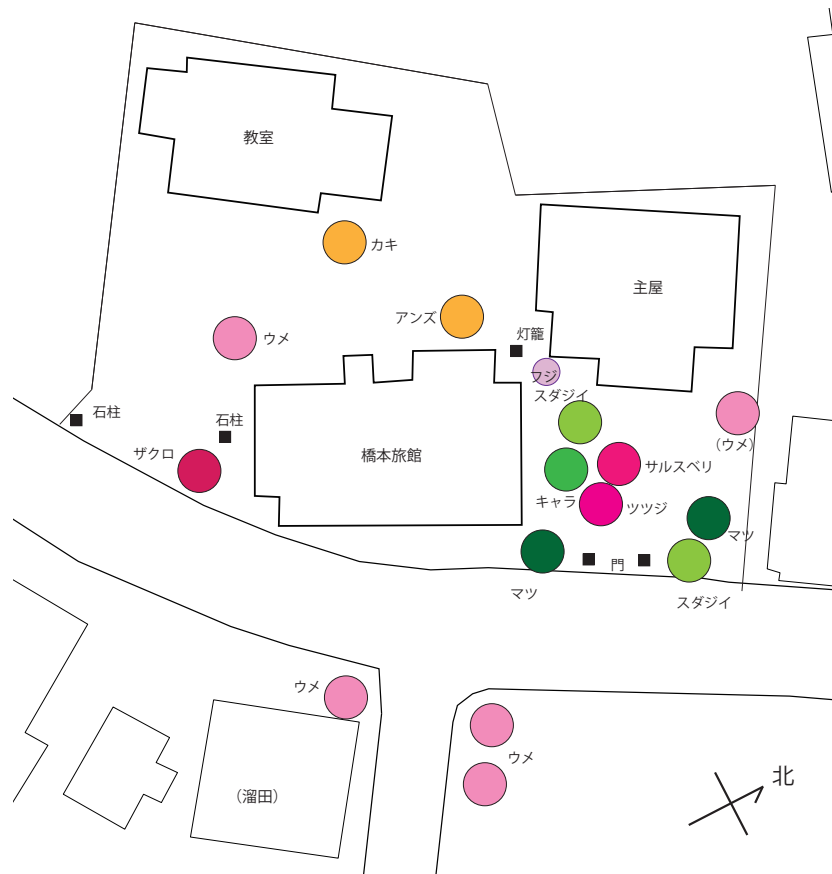 教室
カキ
主屋
アンズ
灯籠
ウメ
フジ
スダジイ
石柱
石柱
(ウメ)
ザクロ
橋本旅館
サルスベリ
キャラ
ツツジ
マツ
門
マツ
スダジイ
ウメ
ウメ
北
(溜田)